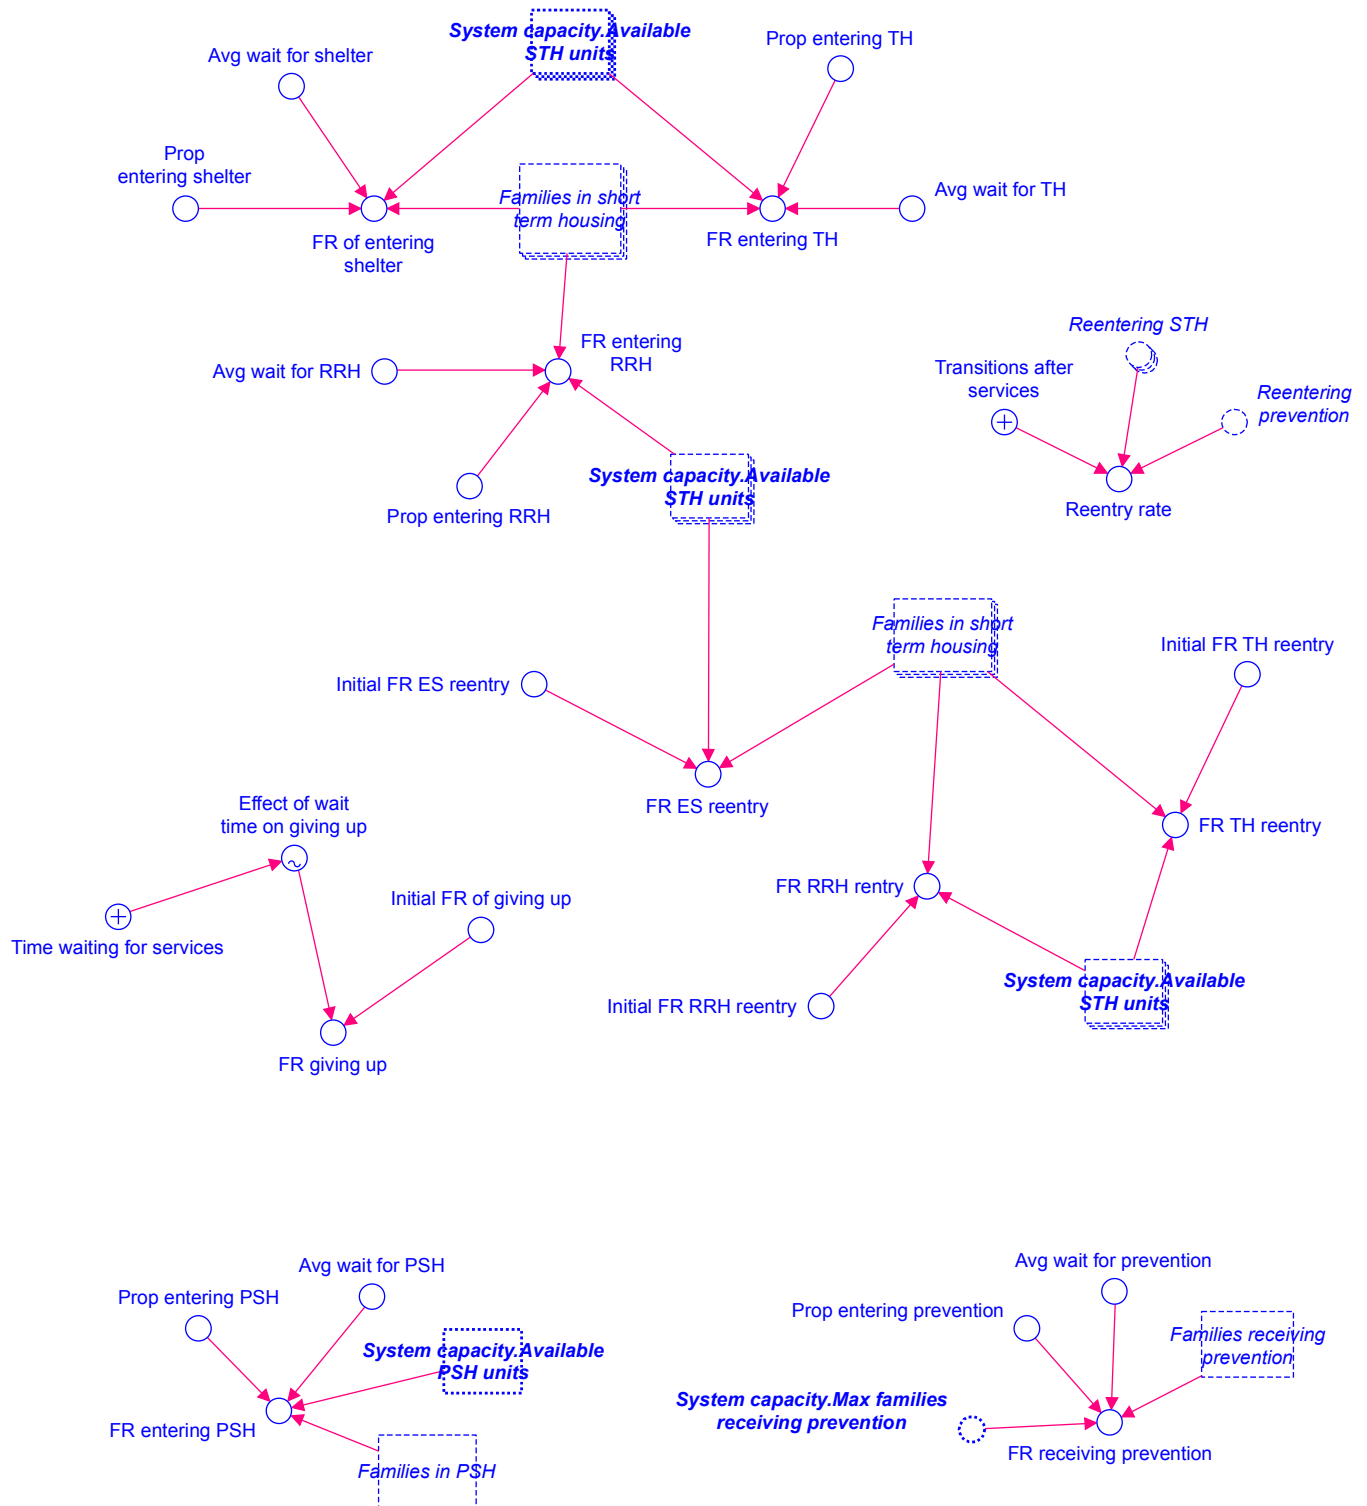 System capacity.Available
STH units
Prop entering TH
Avg wait for shelter
Prop
entering shelter
Families in short
term housing
Avg wait for TH
FR of entering
shelter
FR entering TH
FR entering
RRH
Avg wait for RRH
Reentering STH
Transitions after
services
Reentering
prevention
System capacity.Available
STH units
Prop entering RRH
Reentry rate
Families in short
term housing
Initial FR TH reentry
Initial FR ES reentry
FR ES reentry
FR TH reentry
Effect of wait
time on giving up
FR RRH rentry
Initial FR of giving up
Time waiting for services
System capacity.Available
STH units
Initial FR RRH reentry
FR giving up
Avg wait for PSH
Prop entering PSH
System capacity.Available
PSH units
FR entering PSH
Families in PSH
Avg wait for prevention
Prop entering prevention
Families receiving
prevention
System capacity.Max families
receiving prevention
FR receiving prevention